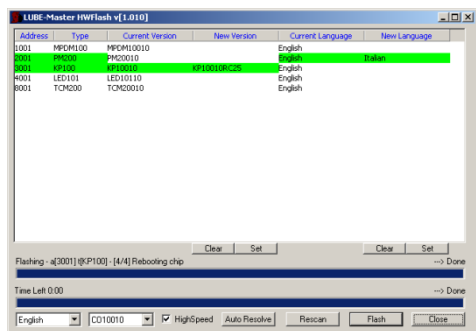 LUBE-Master HWFlash v[1.010]
Address Type Current Version New Version Current Language New Language
1001 MPDM100 MPDM10010 English
2001 PM200 PM20010 English Italian
3001 KP100 KP10010 KP10010RC25 English
4001 LED101 LED10110 English
8001 TCM200 TCM20010 English
Clear Set Clear Set
Flashing - a[3001] t[KP100] - [4/4] Rebooting chip ---> Done
Time Left 0:00 ---> Done
English CO10010 HighSpeed Auto Resolve Rescan Flash Close